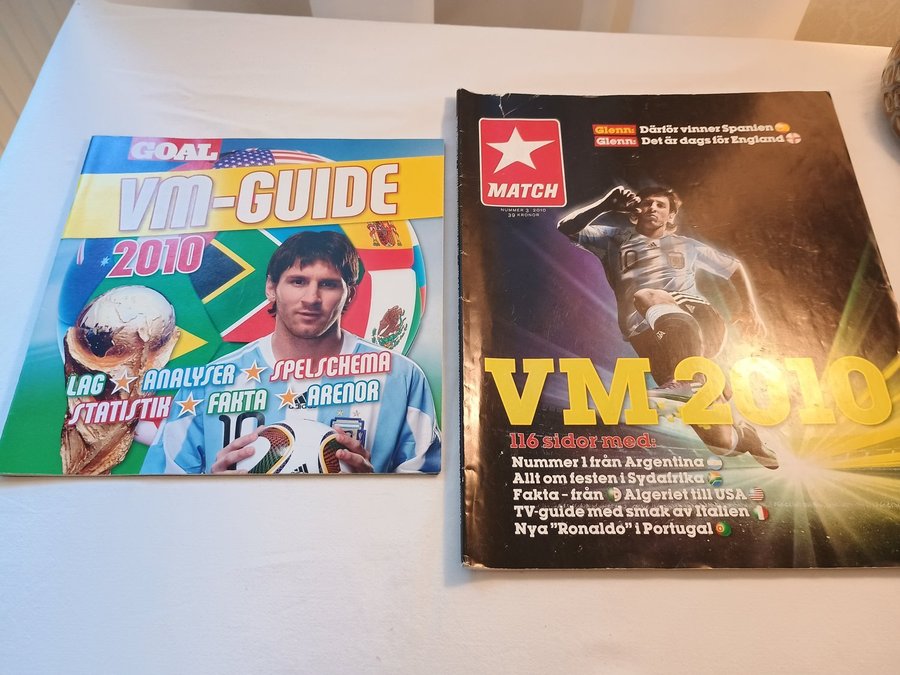 GOAL
VM-GUIDE
2010
LAG ★ ANALYSER ★ SPELSCHEMA
STATISTIK ★ FAKTA ★ ARENOR
10
MATCH
NUMMER 3 2010
39 KRONOR
Glenn: Därför vinner Spanien
Glenn: Det är dags för England
10
VM 2010
116 sidor med:
Nummer 1 från Argentina
Allt om festen i Sydafrika
Fakta - från Algeriet till USA
TV-guide med smak av Italien
Nya "Ronaldo" i Portugal